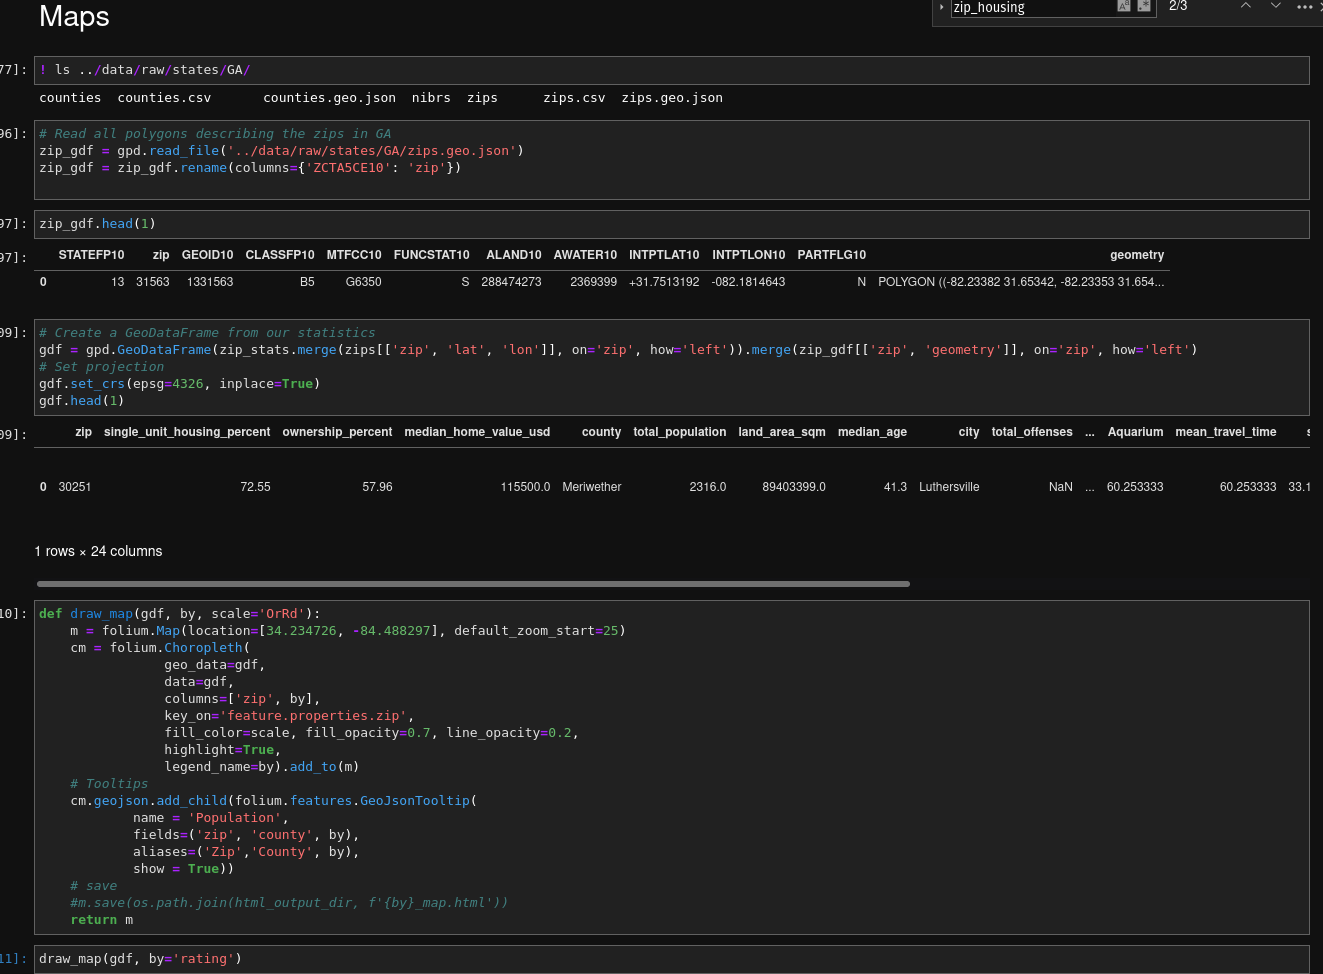 Maps
zip_housing
2/3
77]:
! ls ../data/raw/states/GA/
counties  counties.csv      counties.geo.json  nibrs  zips      zips.csv  zips.geo.json
96]:
# Read all polygons describing the zips in GA
zip_gdf = gpd.read_file('../data/raw/states/GA/zips.geo.json')
zip_gdf = zip_gdf.rename(columns={'ZCTA5CE10': 'zip'})
97]:
zip_gdf.head(1)
97]:
STATEFP10 zip GEOID10 CLASSFP10 MTFCC10 FUNCSTAT10 ALAND10 AWATER10 INTPTLAT10 INTPTLON10 PARTFLG10 geometry
0 13 31563 1331563 B5 G6350 S 288474273 2369399 +31.7513192 -082.1814643 N POLYGON ((-82.23382 31.65342, -82.23353 31.654...
09]:
# Create a GeoDataFrame from our statistics
gdf = gpd.GeoDataFrame(zip_stats.merge(zips[['zip', 'lat', 'lon']], on='zip', how='left')).merge(zip_gdf[['zip', 'geometry']], on='zip', how='left')
# Set projection
gdf.set_crs(epsg=4326, inplace=True)
gdf.head(1)
09]:
zip single_unit_housing_percent ownership_percent median_home_value_usd county total_population land_area_sqm median_age city total_offenses ... Aquarium mean_travel_time s
0 30251 72.55 57.96 115500.0 Meriwether 2316.0 89403399.0 41.3 Luthersville NaN ... 60.253333 60.253333 33.1
1 rows × 24 columns
10]:
def draw_map(gdf, by, scale='OrRd'):
    m = folium.Map(location=[34.234726, -84.488297], default_zoom_start=25)
    cm = folium.Choropleth(
                geo_data=gdf,
                data=gdf,
                columns=['zip', by],
                key_on='feature.properties.zip',
                fill_color=scale, fill_opacity=0.7, line_opacity=0.2,
                highlight=True,
                legend_name=by).add_to(m)
    # Tooltips
    cm.geojson.add_child(folium.features.GeoJsonTooltip(
            name = 'Population',
            fields=('zip', 'county', by),
            aliases=('Zip','County', by),
            show = True))
    # save
    #m.save(os.path.join(html_output_dir, f'{by}_map.html'))
    return m
11]:
draw_map(gdf, by='rating')